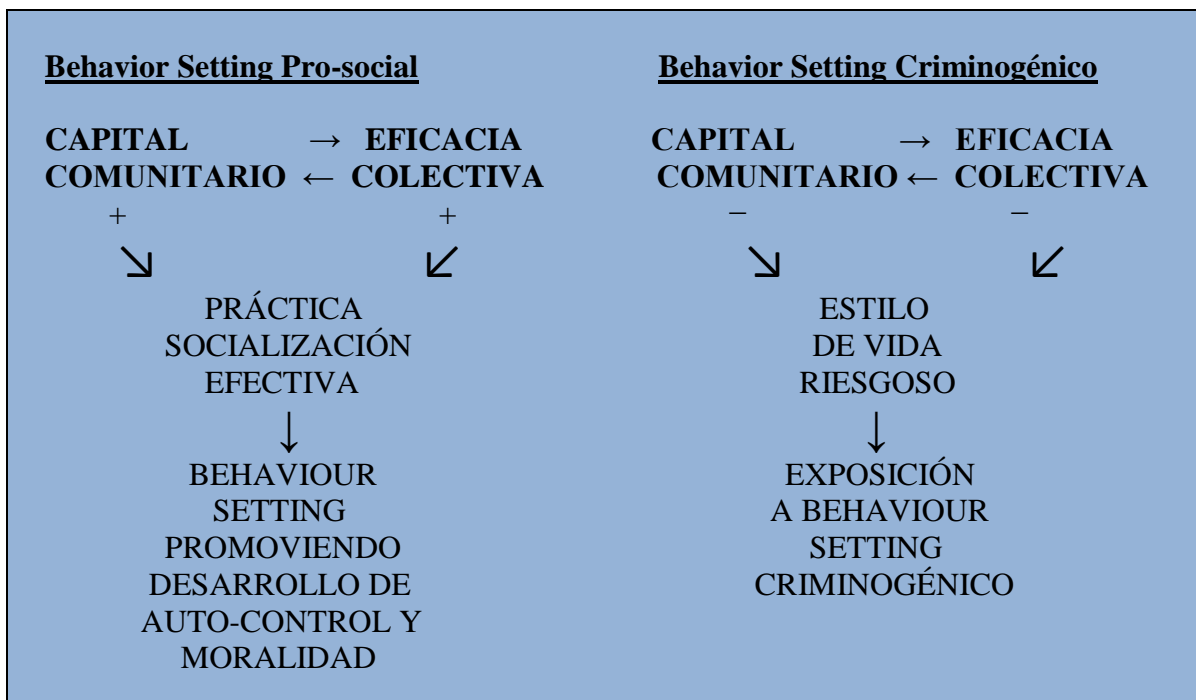 Behavior Setting Pro-social
CAPITAL → EFICACIA
COMUNITARIO ← COLECTIVA
+ +
↘ ↙
PRÁCTICA
SOCIALIZACIÓN
EFECTIVA
↓
BEHAVIOUR
SETTING
PROMOVIENDO
DESARROLLO DE
AUTO-CONTROL Y
MORALIDAD
Behavior Setting Criminogénico
CAPITAL → EFICACIA
COMUNITARIO ← COLECTIVA
− −
↘ ↙
ESTILO
DE VIDA
RIESGOSO
↓
EXPOSICIÓN
A BEHAVIOUR
SETTING
CRIMINOGÉNICO